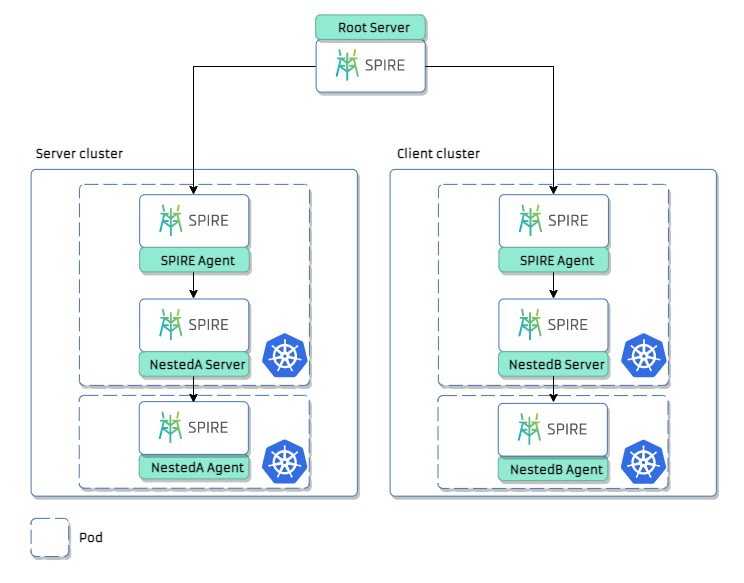 Root Server
SPIRE
Server cluster
Client cluster
SPIRE
SPIRE Agent
SPIRE
NestedA Server
SPIRE
NestedA Agent
SPIRE
SPIRE Agent
SPIRE
NestedB Server
SPIRE
NestedB Agent
Pod